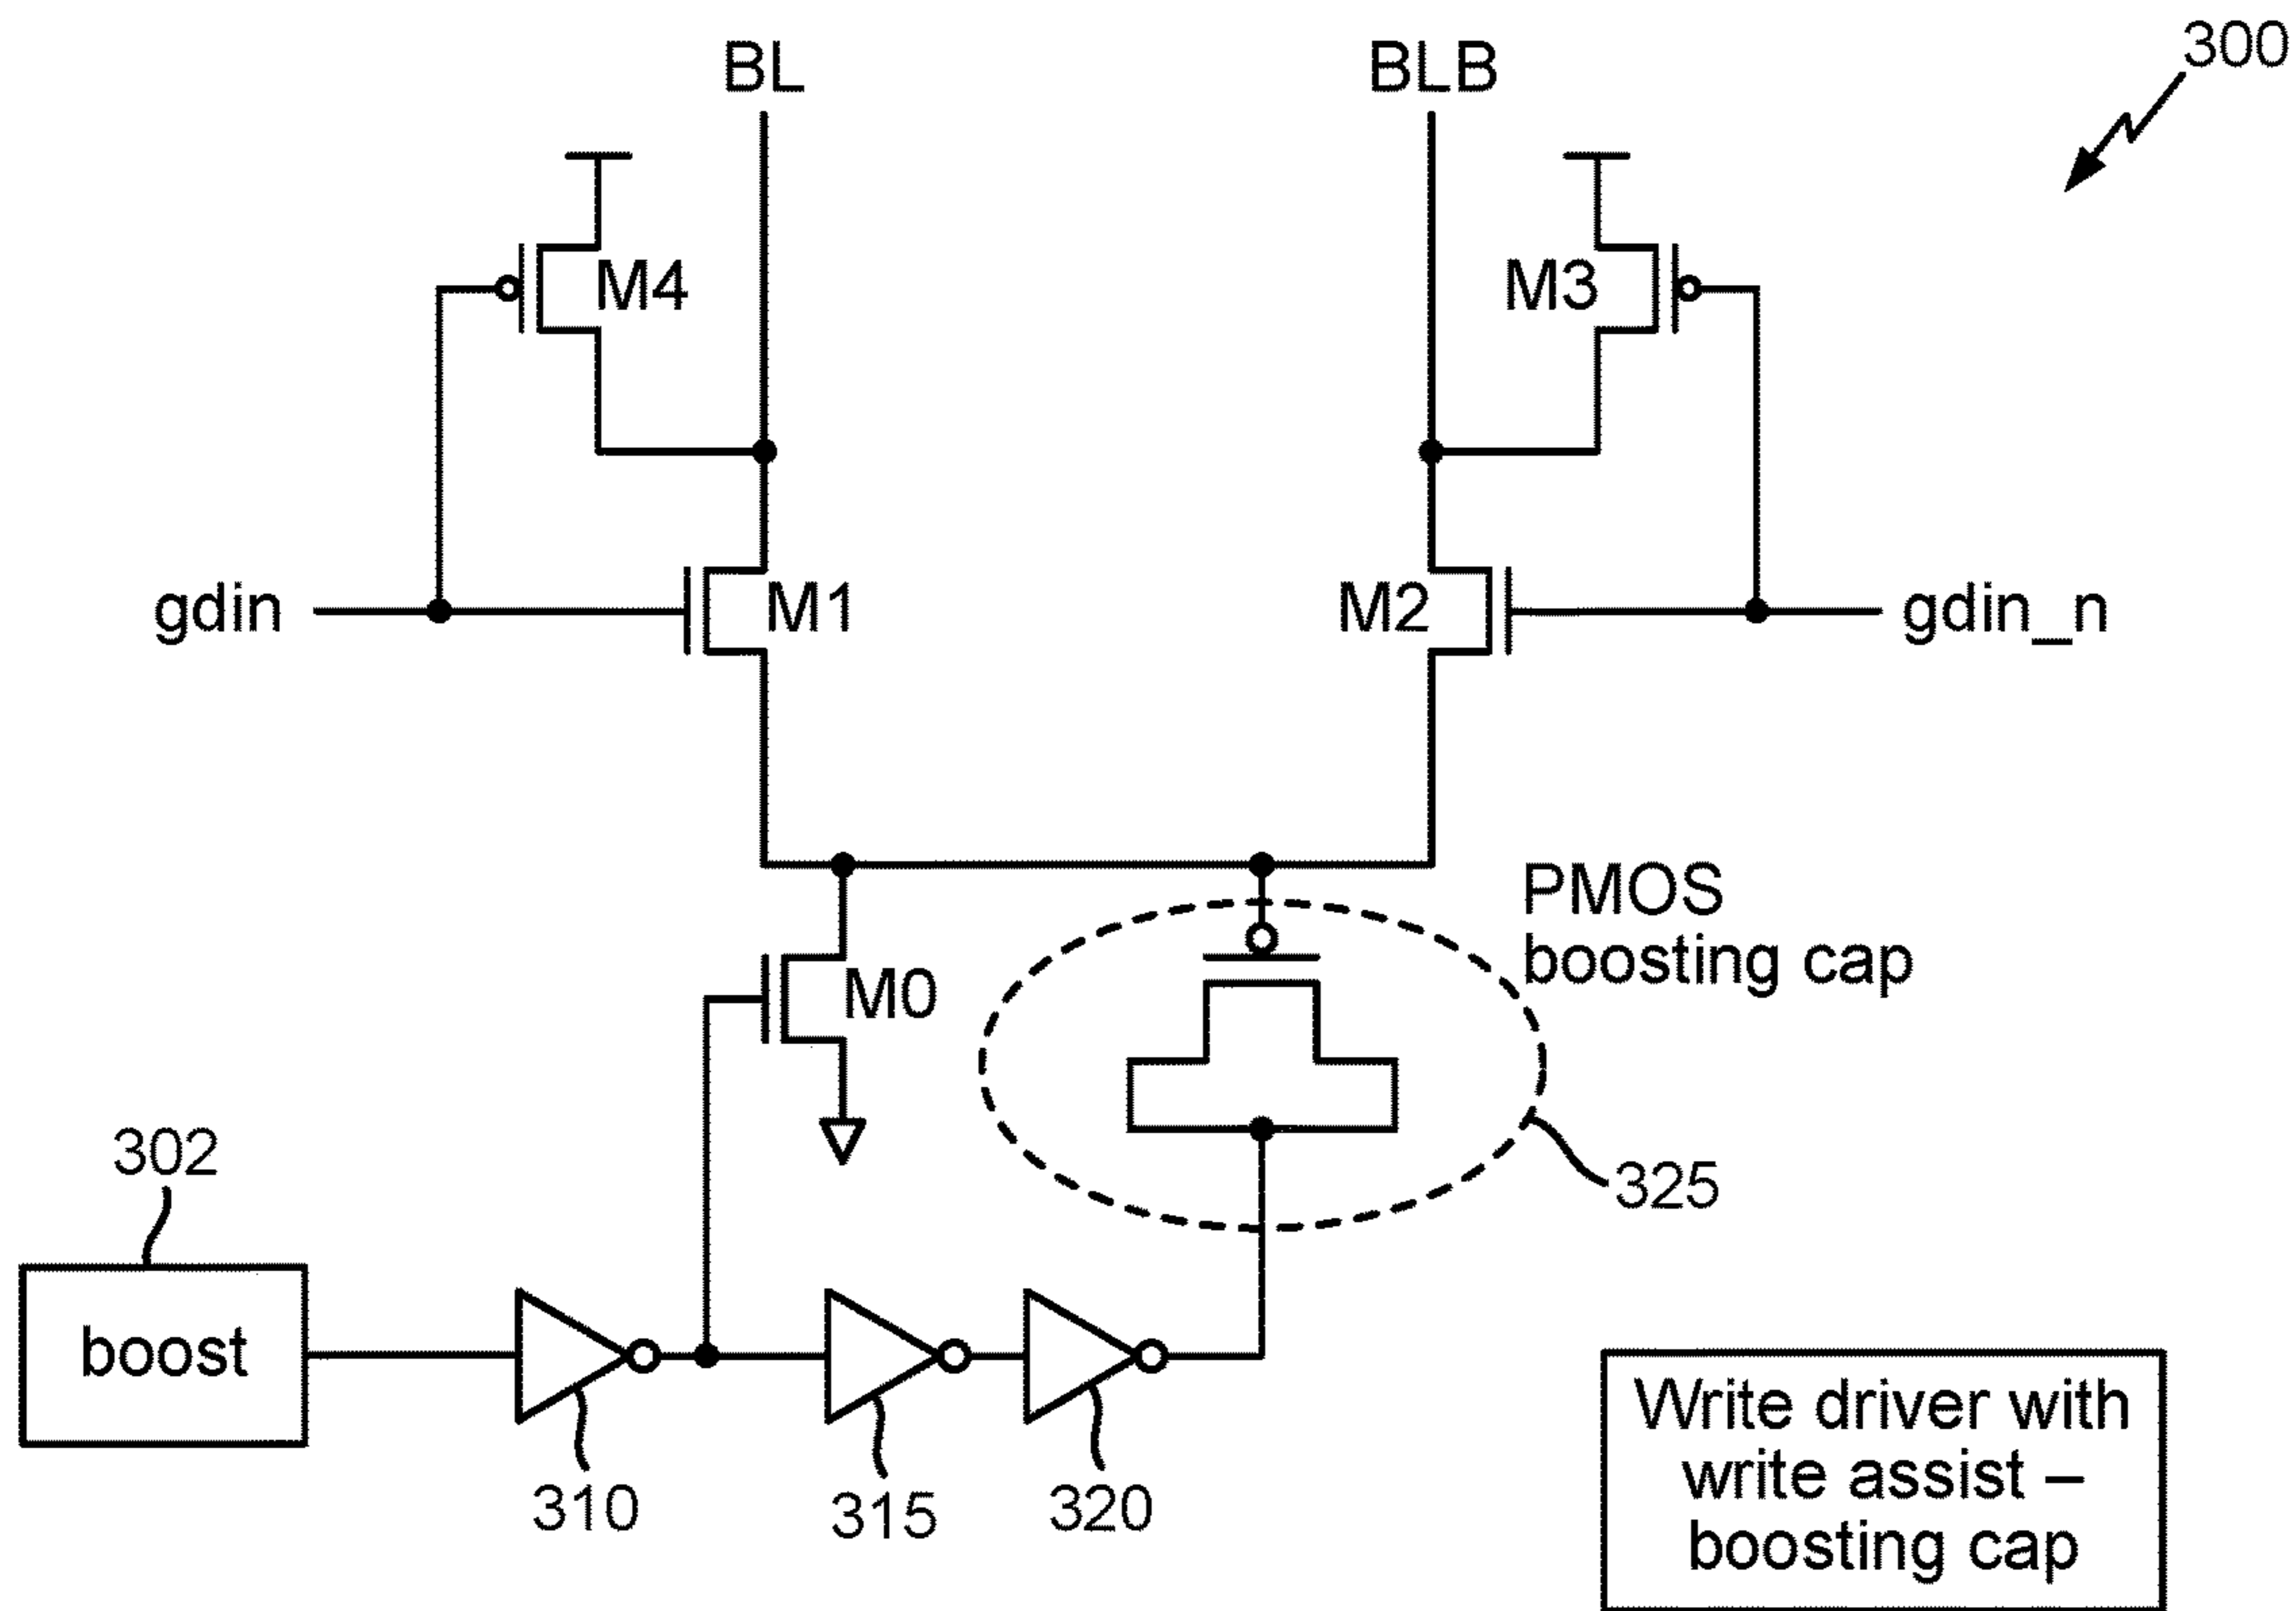 300
BL
BLB
M4
M3
gdin
M1
M2
gdin_n
PMOS
boosting cap
M0
302
325
boost
310
315
320
Write driver with
write assist –
boosting cap